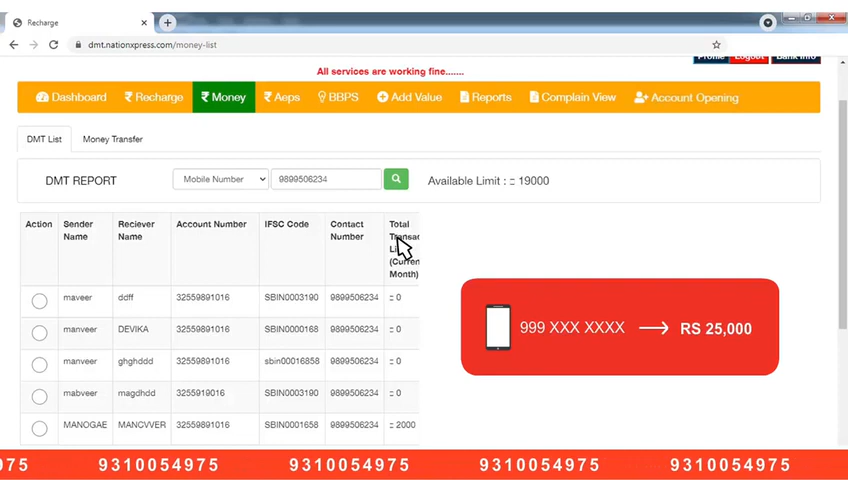 Recharge
dmt.nationxpress.com/money-list
Profile Logout Bank Info
All services are working fine.......
Dashboard ₹ Recharge ₹ Money ₹ Aeps BBPS Add Value Reports Complain View Account Opening
DMT List Money Transfer
DMT REPORT Mobile Number 9899506234 Available Limit : 19000
Action Sender Name Reciever Name Account Number IFSC Code Contact Number Total (Current Month)
maveer ddff 32559891016 SBIN0003190 9899506234 0
manveer DEVIKA 32559891016 SBIN0000168 9899506234 0
manveer ghghddd 32559891016 sbin00016858 9899506234 0
mabveer magdhdd 3255919016 SBIN0003190 9899506234 0
MANOGAE MANCVVER 32559891016 SBIN0001658 9899506234 2000
999 XXX XXXX → RS 25,000
975 9310054975 9310054975 9310054975 9310054975